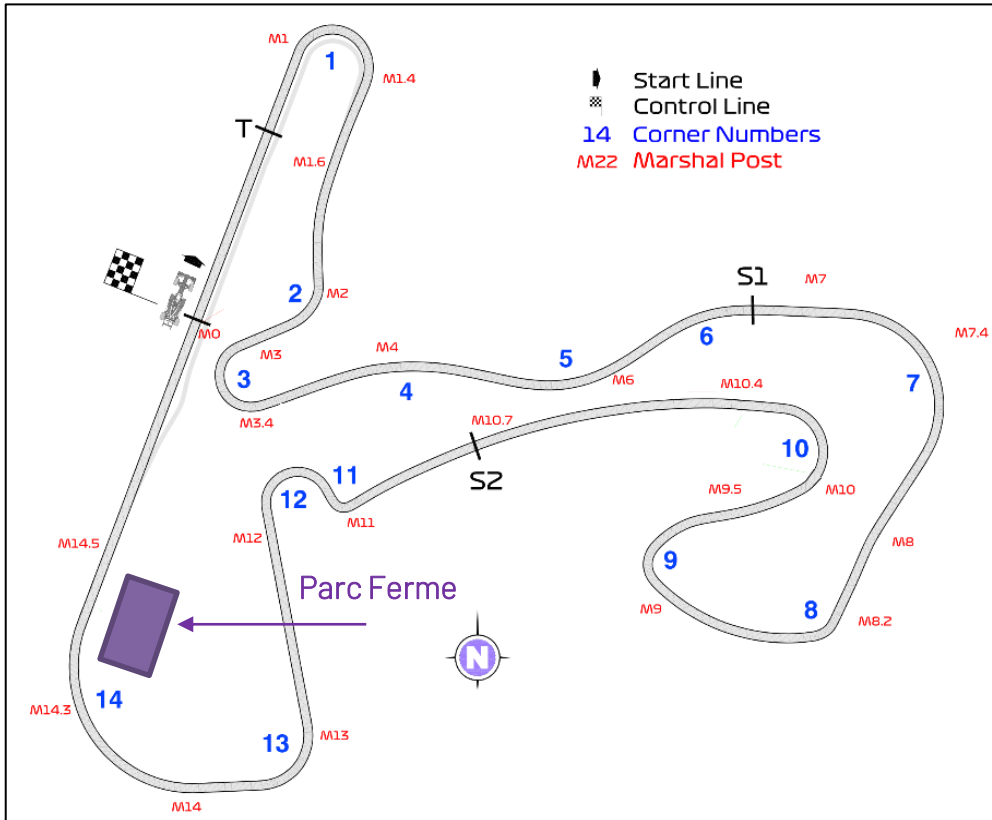 M1
1
M1.4
Start Line
Control Line
14 Corner Numbers
M22 Marshal Post
T
M1.6
S1
M7
2
M2
M0
M3
M4
5
6
M7.4
3
4
M6
M10.4
7
M3.4
M10.7
10
11
S2
12
M9.5
M10
M11
M12
M14.5
M8
9
Parc Ferme
M9
8
M8.2
N
14
M14.3
13
M13
M14